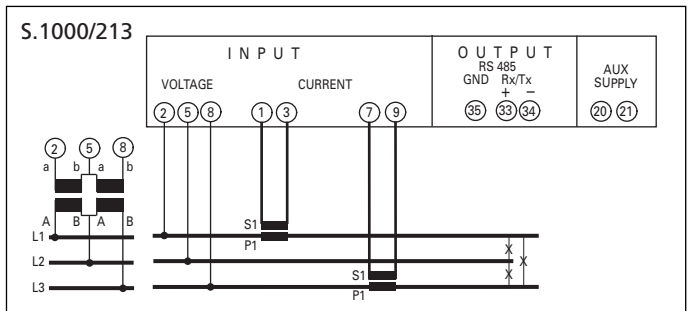 S.1000/213
INPUT
OUTPUT
RS 485
GND Rx/Tx
+ −
AUX
SUPPLY
VOLTAGE CURRENT
2 5 8 1 3 7 9 35 33 34 20 21
2 5 8
a b a b
A B A B
S1
L1 P1
L2
S1
L3 P1
X
X
X